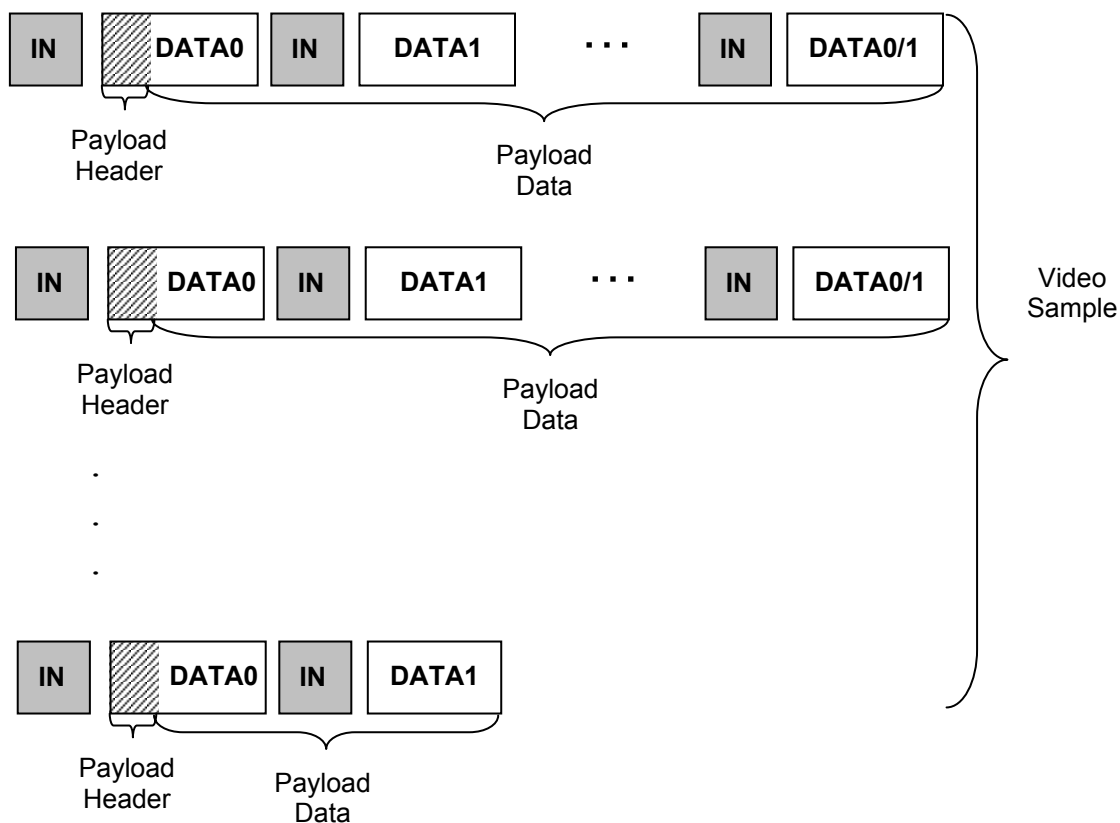 IN DATA0 IN DATA1 ... IN DATA0/1
Payload
Header
Payload
Data
IN DATA0 IN DATA1 ... IN DATA0/1
Video
Sample
Payload
Header
Payload
Data
.
.
.
IN DATA0 IN DATA1
Payload
Header
Payload
Data